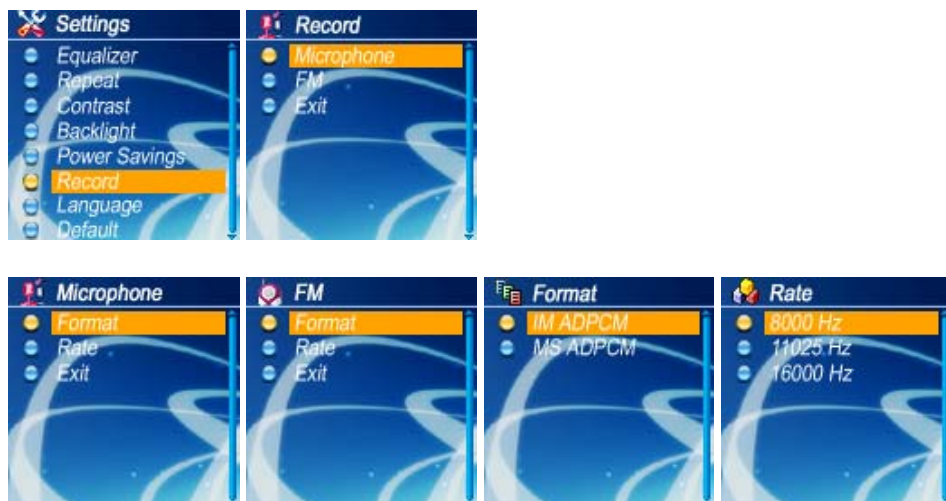 Settings
Equalizer
Repeat
Contrast
Backlight
Power Savings
Record
Language
Default
Record
Microphone
FM
Exit
Microphone
Format
Rate
Exit
FM
Format
Rate
Exit
Format
IM ADPCM
MS ADPCM
Rate
8000 Hz
11025 Hz
16000 Hz